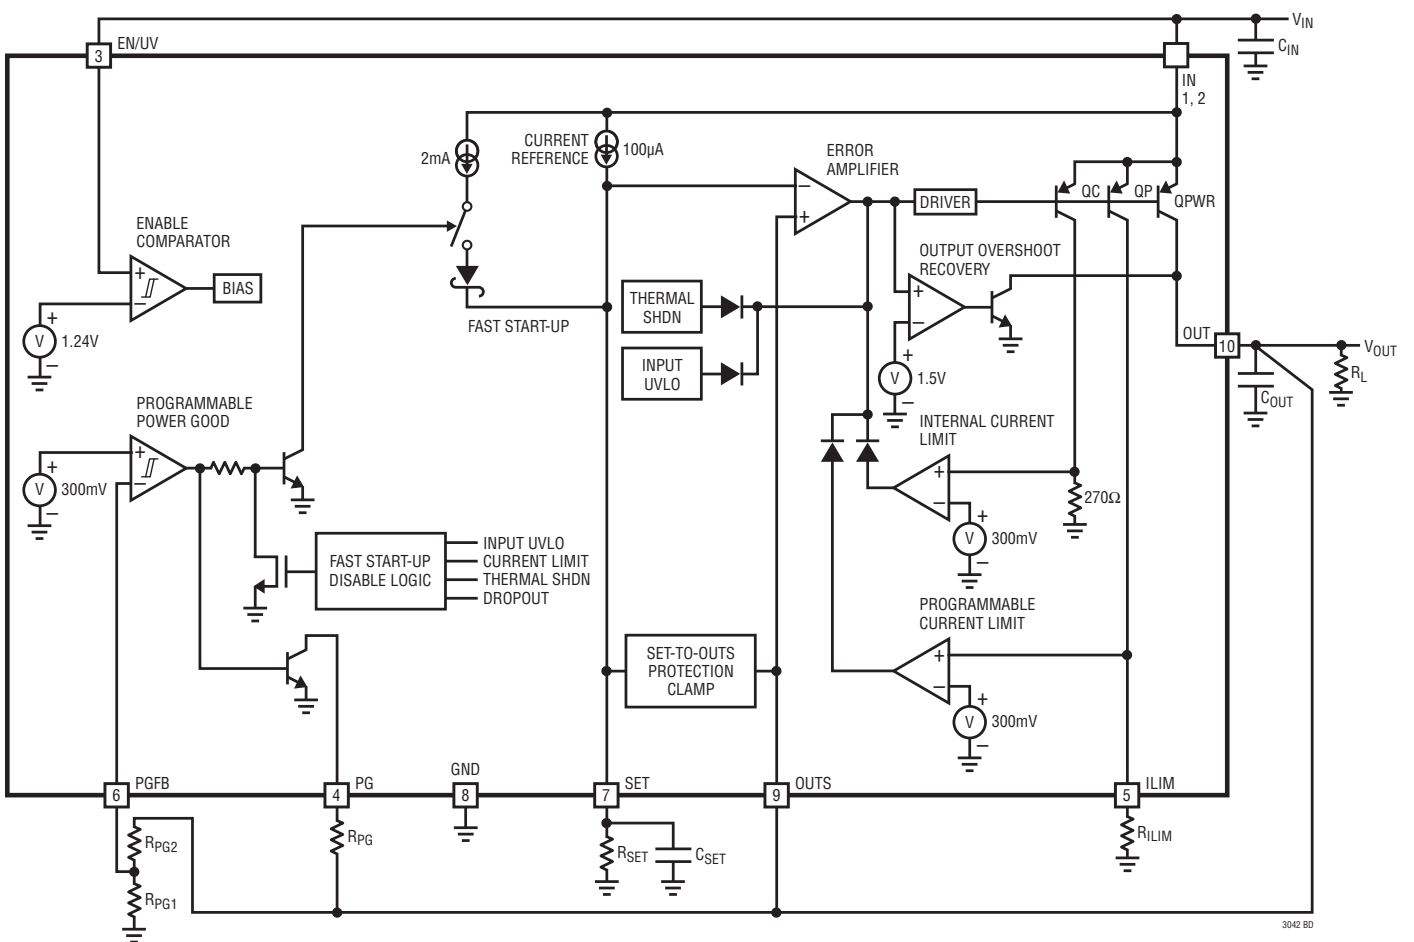 V_IN
C_IN
3
EN/UV
IN
1, 2
2mA
CURRENT
REFERENCE
100µA
ERROR
AMPLIFIER
–
+
DRIVER
QC
QP
QPWR
ENABLE
COMPARATOR
+
–
BIAS
+
V
1.24V
–
FAST START-UP
THERMAL
SHDN
INPUT
UVLO
OUTPUT OVERSHOOT
RECOVERY
+
–
+
V
1.5V
–
OUT
10
V_OUT
C_OUT
R_L
PROGRAMMABLE
POWER GOOD
+
–
+
V
300mV
–
INTERNAL CURRENT
LIMIT
+
–
270Ω
+
V
300mV
–
FAST START-UP
DISABLE LOGIC
INPUT UVLO
CURRENT LIMIT
THERMAL SHDN
DROPOUT
PROGRAMMABLE
CURRENT LIMIT
+
–
+
V
300mV
–
SET-TO-OUTS
PROTECTION
CLAMP
6
PGFB
4
PG
GND
8
7
SET
9
OUTS
5
ILIM
R_PG2
R_PG1
R_PG
R_SET
C_SET
R_ILIM
3042 BD